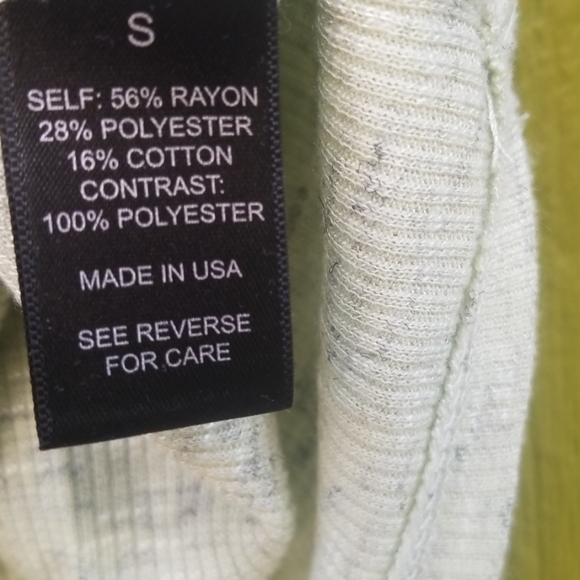 S
SELF: 56% RAYON
28% POLYESTER
16% COTTON
CONTRAST:
100% POLYESTER
MADE IN USA
SEE REVERSE
FOR CARE